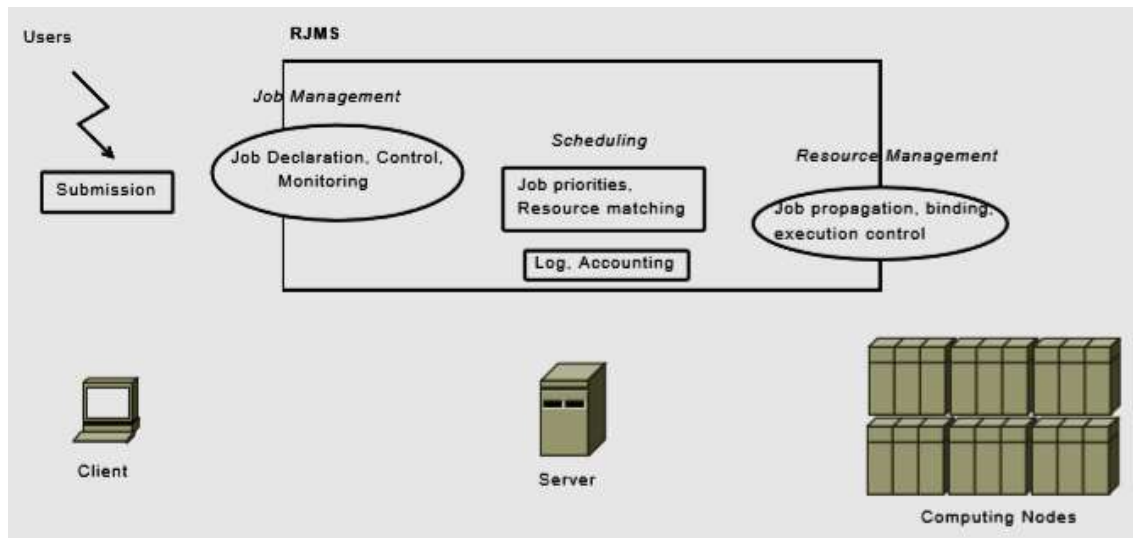 Users
RJMS
Job Management
Job Declaration, Control,
Monitoring
Scheduling
Resource Management
Submission
Job priorities,
Resource matching
Job propagation, binding,
execution control
Log, Accounting
Client
Server
Computing Nodes